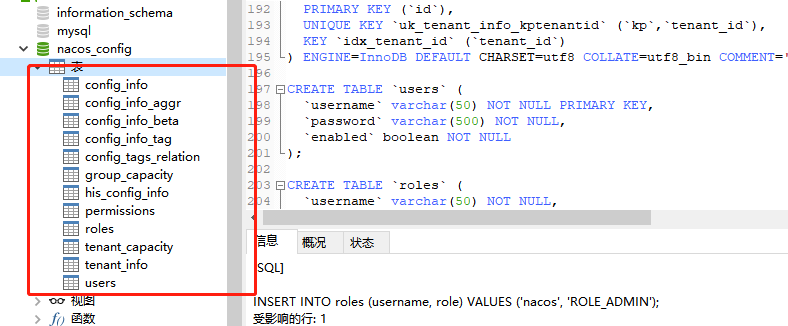 information_schema
mysql
nacos_config
表
config_info
config_info_aggr
config_info_beta
config_info_tag
config_tags_relation
group_capacity
his_config_info
permissions
roles
tenant_capacity
tenant_info
users
视图
函数
192 PRIMARY KEY (`id`),
193 UNIQUE KEY `uk_tenant_info_kptenantid` (`kp`,`tenant_id`),
194 KEY `idx_tenant_id` (`tenant_id`)
195 ) ENGINE=InnoDB DEFAULT CHARSET=utf8 COLLATE=utf8_bin COMMENT='
196
197 CREATE TABLE `users` (
198 `username` varchar(50) NOT NULL PRIMARY KEY,
199 `password` varchar(500) NOT NULL,
200 `enabled` boolean NOT NULL
201 );
202
203 CREATE TABLE `roles` (
204 `username` varchar(50) NOT NULL,
信息 概况 状态
SQL]
INSERT INTO roles (username, role) VALUES ('nacos', 'ROLE_ADMIN');
受影响的行: 1